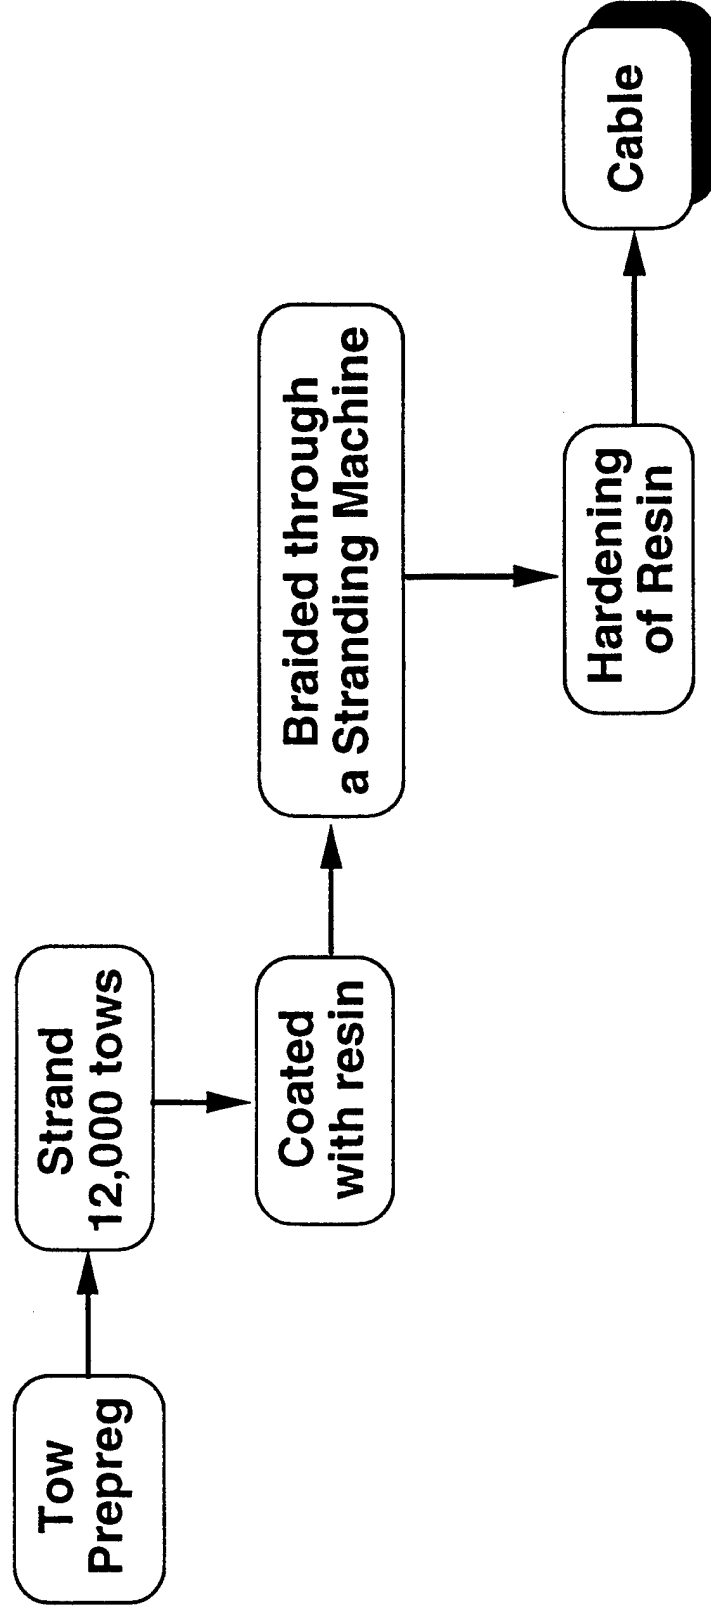 Tow
Prepreg
Strand
12,000 tows
Coated
with resin
Braided through
a Stranding Machine
Hardening
of Resin
Cable